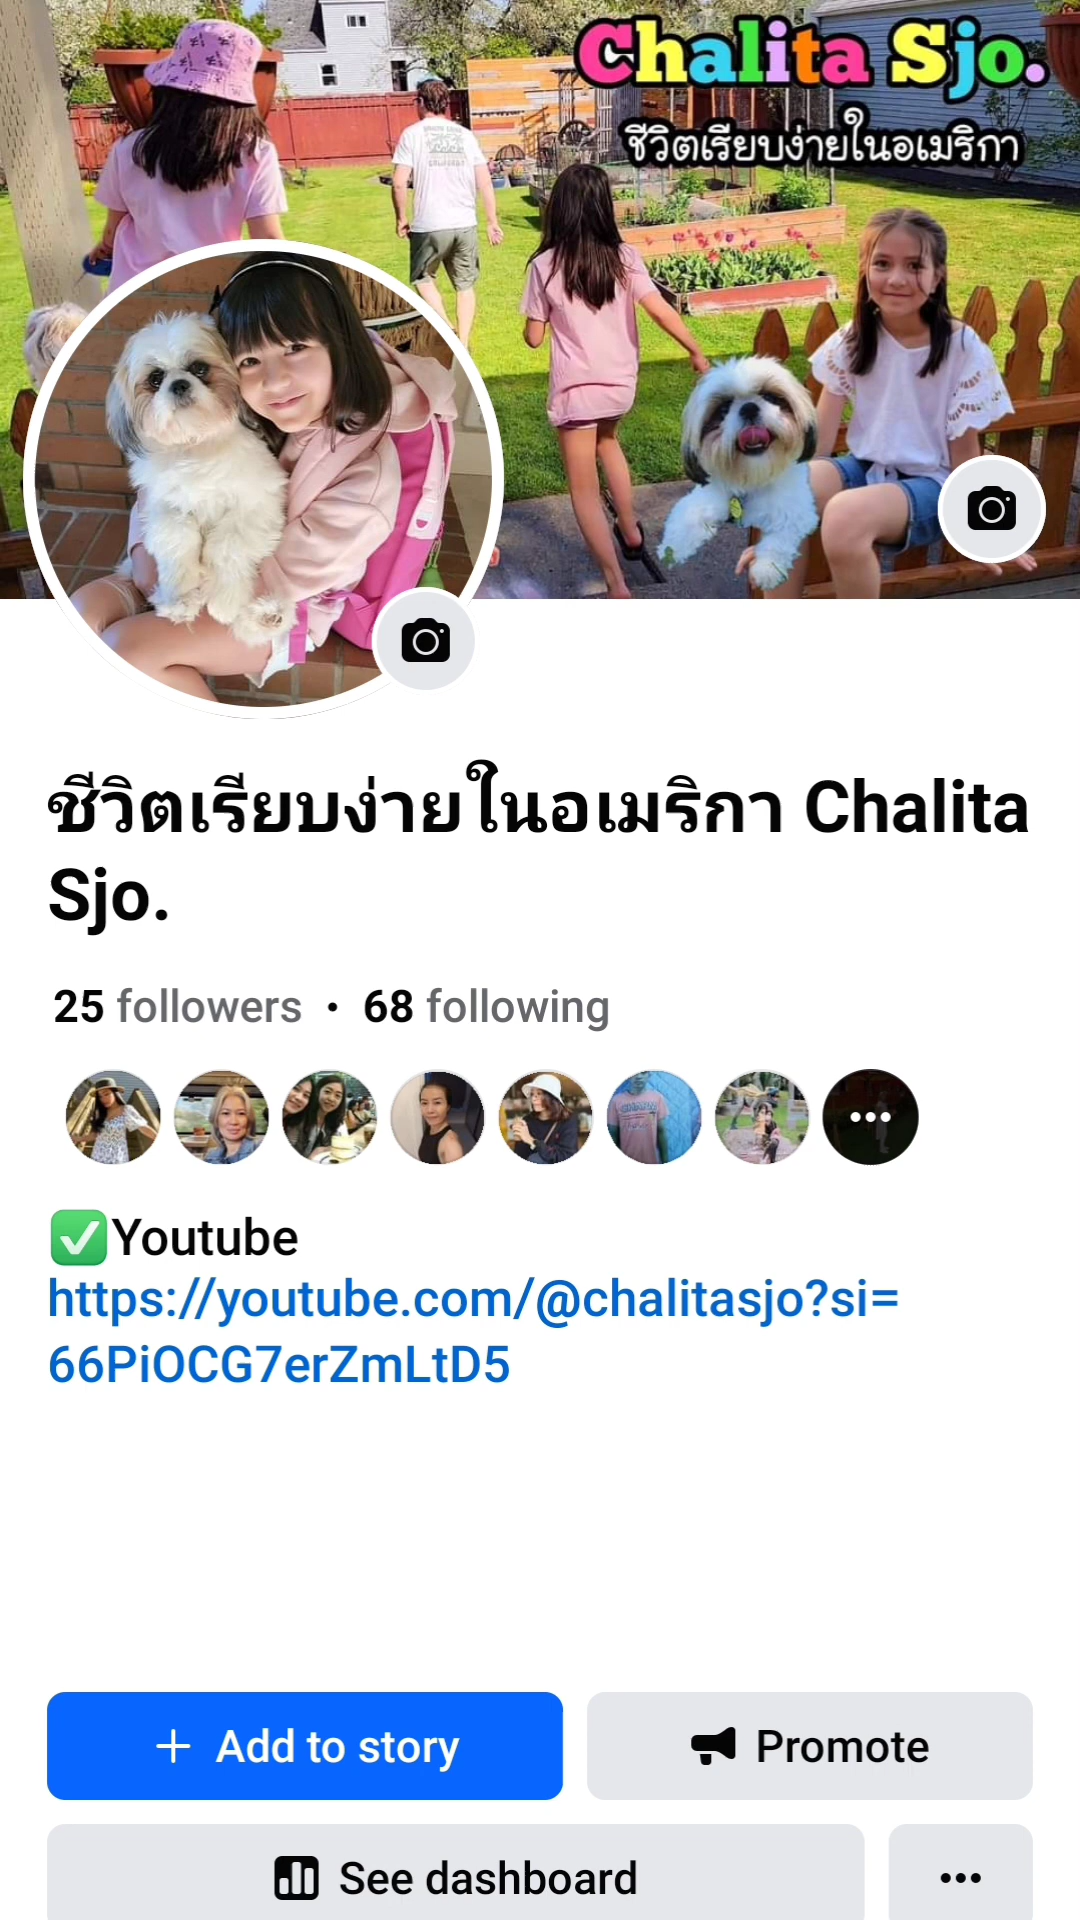 Chalita Sjo.
ชีวิตเรียบง่ายในอเมริกา
ชีวิตเรียบง่ายในอเมริกา Chalita
Sjo.
25 followers · 68 following
✅Youtube
https://youtube.com/@chalitasjo?si=
66PiOCG7erZmLtD5
Add to story
Promote
See dashboard